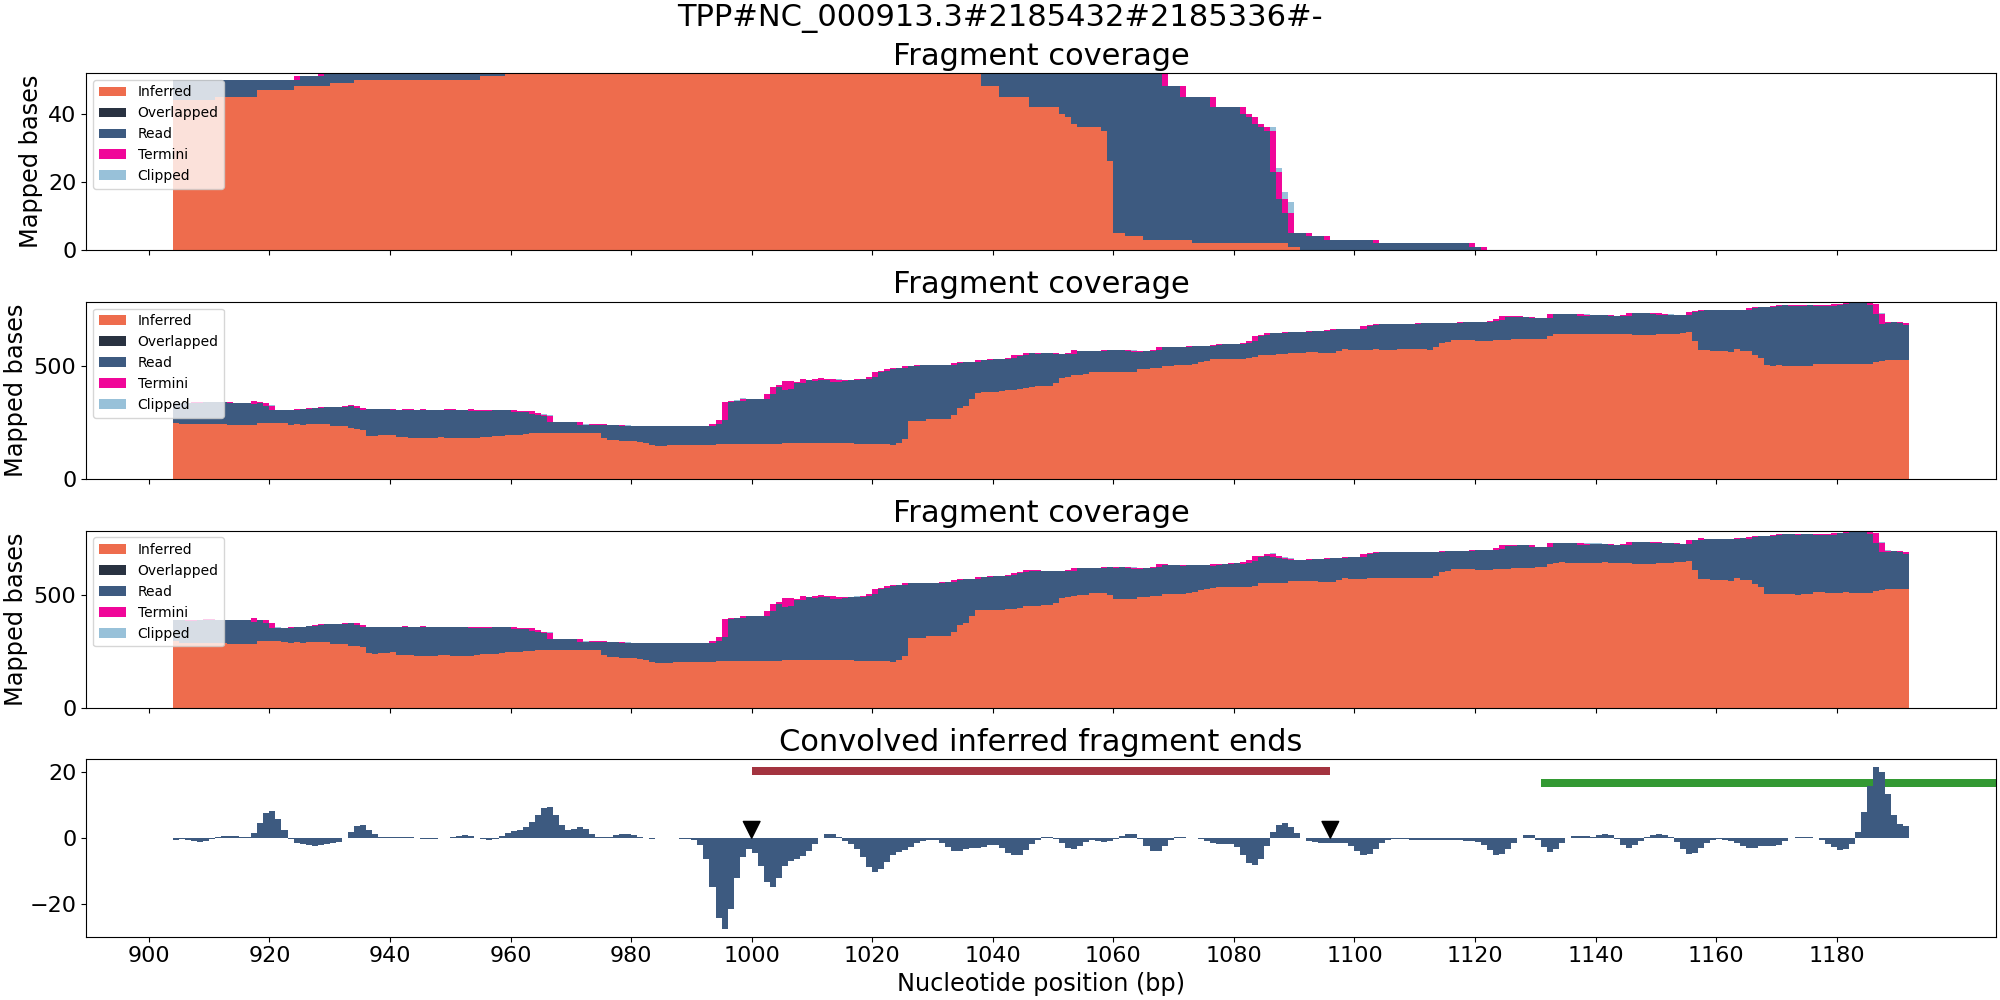 TPP#NC_000913.3#2185432#2185336#-
Fragment coverage
Mapped bases
40
20
0
Inferred
Overlapped
Read
Termini
Clipped
Fragment coverage
Mapped bases
500
0
Inferred
Overlapped
Read
Termini
Clipped
Fragment coverage
Mapped bases
500
0
Inferred
Overlapped
Read
Termini
Clipped
Convolved inferred fragment ends
20
0
−20
900 920 940 960 980 1000 1020 1040 1060 1080 1100 1120 1140 1160 1180
Nucleotide position (bp)